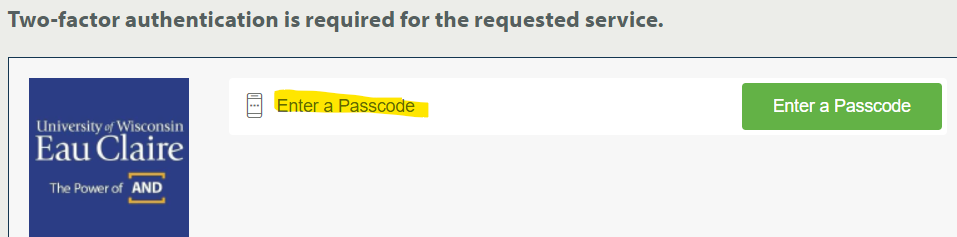 Two-factor authentication is required for the requested service.
Enter a Passcode
Enter a Passcode
University of Wisconsin
Eau Claire
The Power of AND